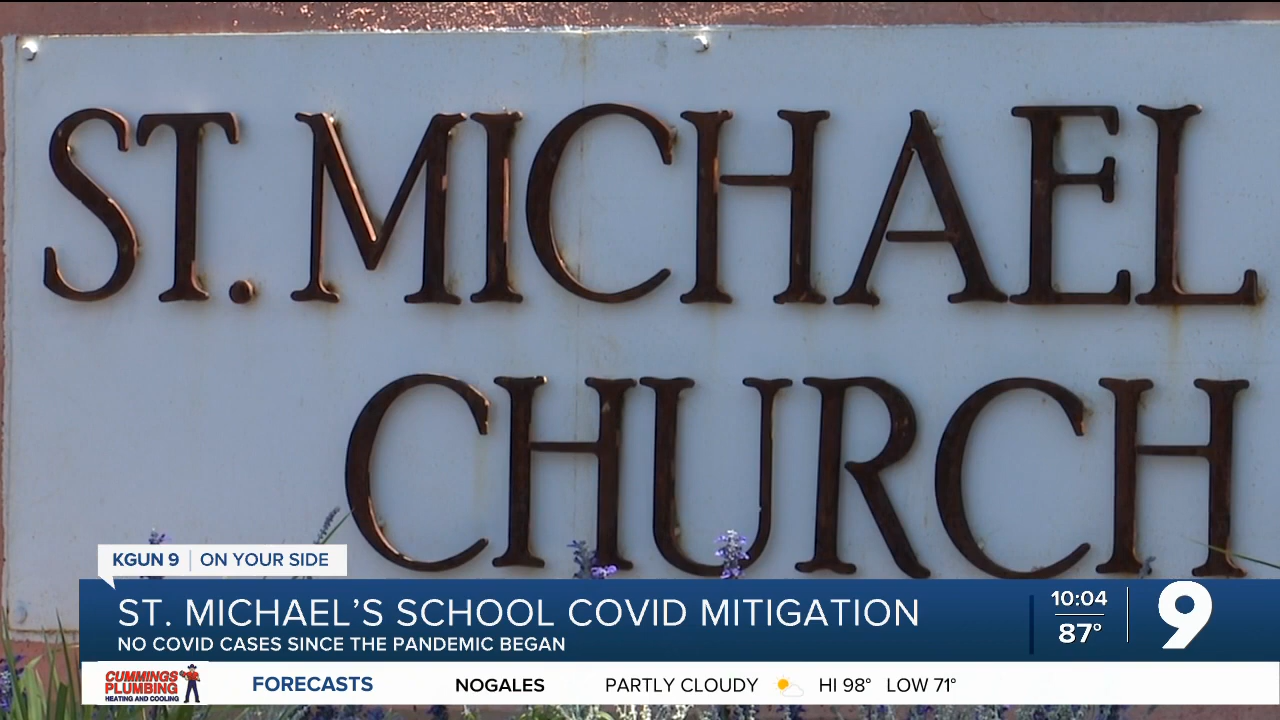 ST. MICHAEL
CHURCH
KGUN 9 | ON YOUR SIDE
ST. MICHAEL'S SCHOOL COVID MITIGATION
NO COVID CASES SINCE THE PANDEMIC BEGAN
10:04
87°
9
CUMMINGS
PLUMBING
HEATING AND COOLING
FORECASTS NOGALES PARTLY CLOUDY HI 98° LOW 71°